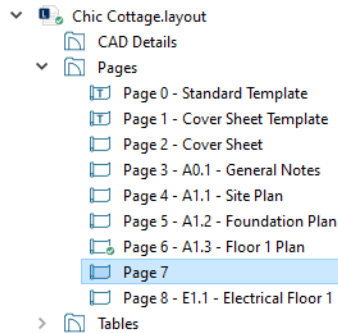 Chic Cottage.layout
CAD Details
Pages
Page 0 - Standard Template
Page 1 - Cover Sheet Template
Page 2 - Cover Sheet
Page 3 - A0.1 - General Notes
Page 4 - A1.1 - Site Plan
Page 5 - A1.2 - Foundation Plan
Page 6 - A1.3 - Floor 1 Plan
Page 7
Page 8 - E1.1 - Electrical Floor 1
Tables